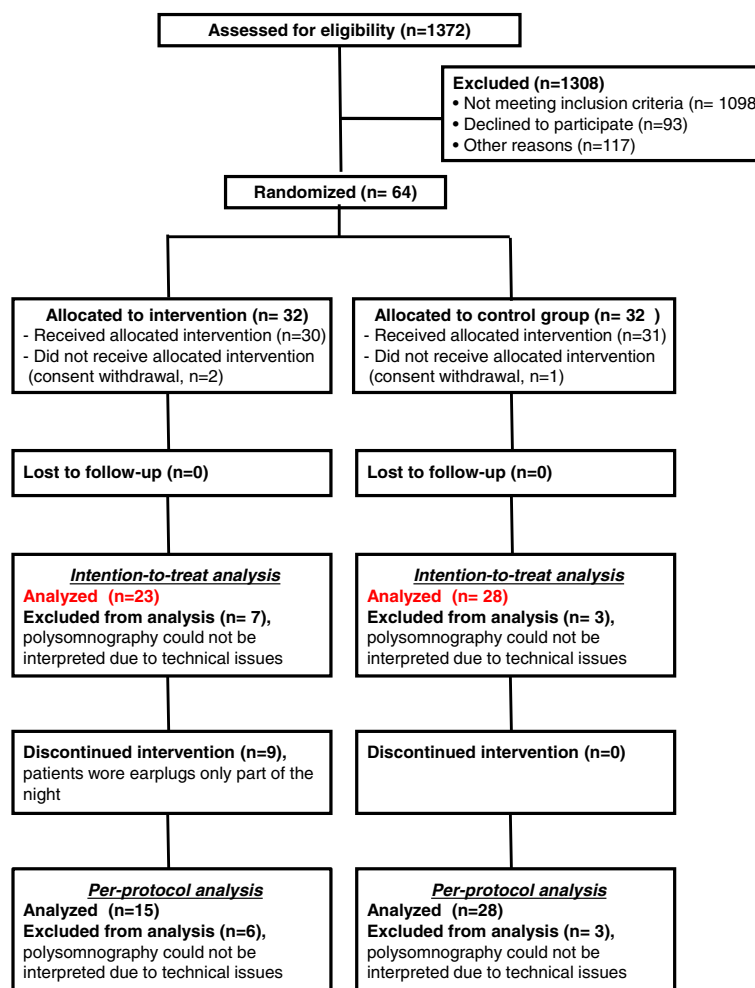 Assessed for eligibility (n=1372)
Excluded (n=1308)
• Not meeting inclusion criteria (n= 1098
• Declined to participate (n=93)
• Other reasons (n=117)
Randomized (n= 64)
Allocated to intervention (n= 32)
- Received allocated intervention (n=30)
- Did not receive allocated intervention
(consent withdrawal, n=2)
Allocated to control group (n= 32 )
- Received allocated intervention (n=31)
- Did not receive allocated intervention
(consent withdrawal, n=1)
Lost to follow-up (n=0)
Lost to follow-up (n=0)
Intention-to-treat analysis
Analyzed (n=23)
Excluded from analysis (n= 7),
polysomnography could not be
interpreted due to technical issues
Intention-to-treat analysis
Analyzed (n= 28)
Excluded from analysis (n= 3),
polysomnography could not be
interpreted due to technical issues
Discontinued intervention (n=9),
patients wore earplugs only part of the
night
Discontinued intervention (n=0)
Per-protocol analysis
Analyzed (n=15)
Excluded from analysis (n=6),
polysomnography could not be
interpreted due to technical issues
Per-protocol analysis
Analyzed (n=28)
Excluded from analysis (n= 3),
polysomnography could not be
interpreted due to technical issues